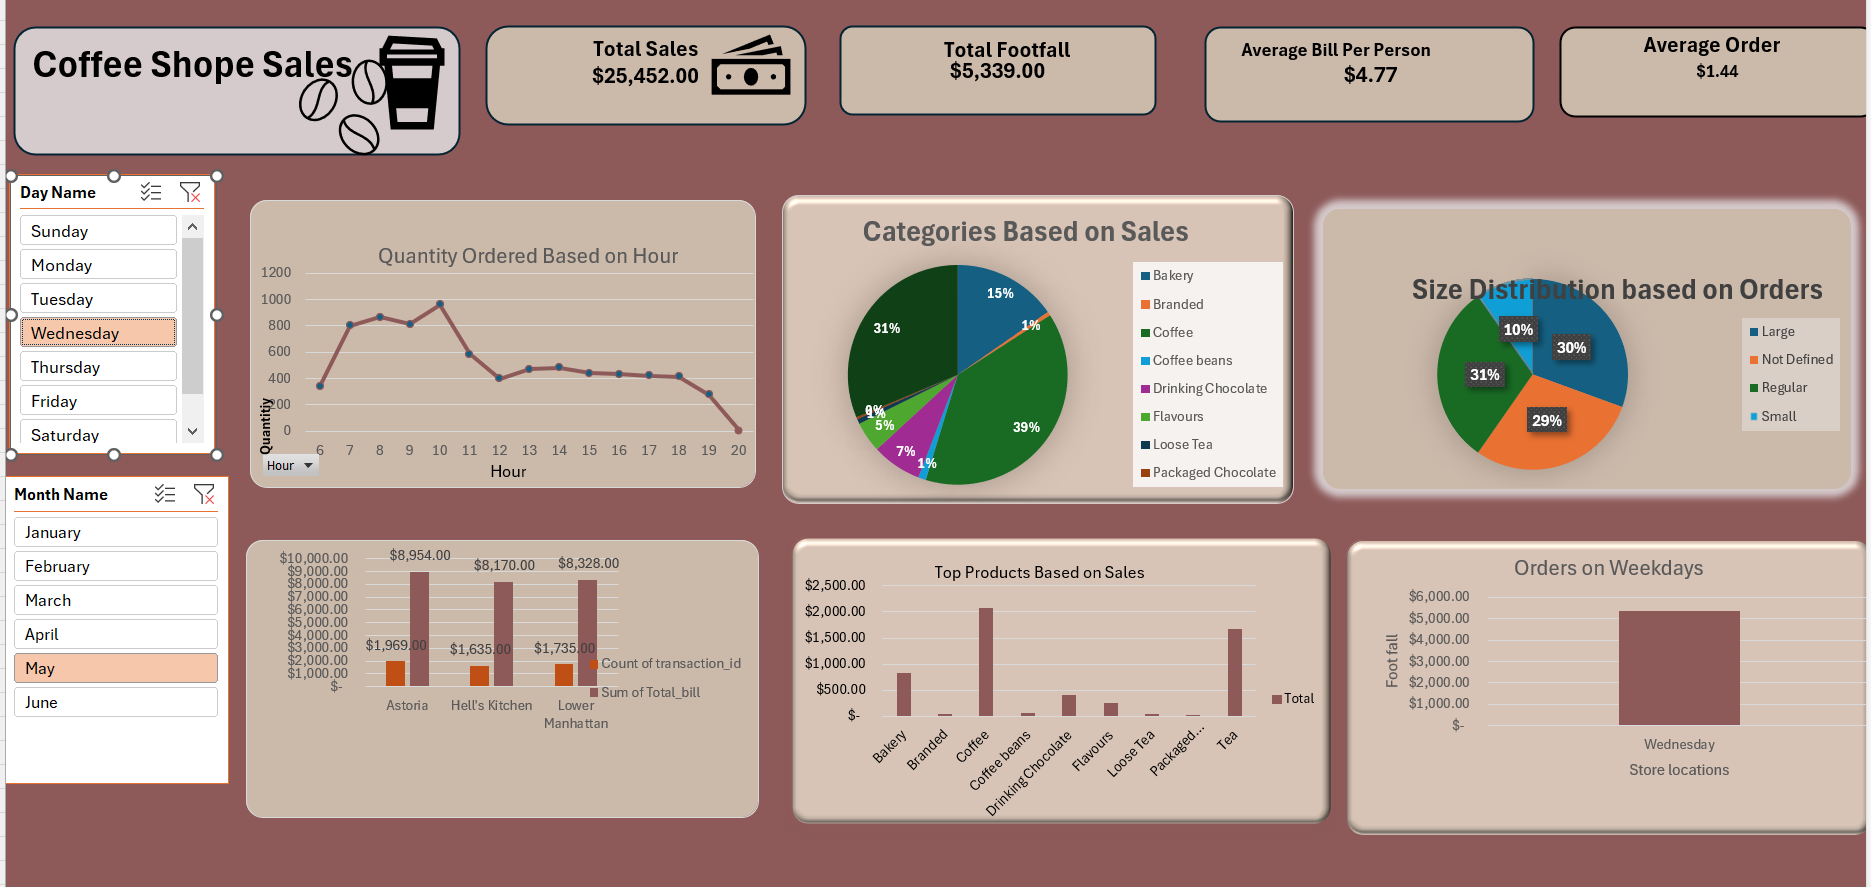 Coffee Shope Sales
Total Sales
$25,452.00
Total Footfall
$5,339.00
Average Bill Per Person
$4.77
Average Order
$1.44
Day Name
Sunday
Monday
Tuesday
Wednesday
Thursday
Friday
Saturday
Month Name
January
February
March
April
May
June
Quantity Ordered Based on Hour
1200
1000
800
600
400
200
0
Quantitiy
6 7 8 9 10 11 12 13 14 15 16 17 18 19 20
Hour
Hour
Categories Based on Sales
15%
1%
39%
1%
7%
5%
1%
0%
31%
Bakery
Branded
Coffee
Coffee beans
Drinking Chocolate
Flavours
Loose Tea
Packaged Chocolate
Size Distribution based on Orders
10%
30%
31%
29%
Large
Not Defined
Regular
Small
$10,000.00
$9,000.00
$8,000.00
$7,000.00
$6,000.00
$5,000.00
$4,000.00
$3,000.00
$2,000.00
$1,000.00
$-
$8,954.00
$8,170.00
$8,328.00
$1,969.00
$1,635.00
$1,735.00
Astoria
Hell's Kitchen
Lower
Manhattan
Count of transaction_id
Sum of Total_bill
Top Products Based on Sales
$2,500.00
$2,000.00
$1,500.00
$1,000.00
$500.00
$-
Bakery
Branded
Coffee
Coffee beans
Drinking Chocolate
Flavours
Loose Tea
Packaged...
Tea
Total
Orders on Weekdays
$6,000.00
$5,000.00
$4,000.00
$3,000.00
$2,000.00
$1,000.00
$-
Foot fall
Wednesday
Store locations